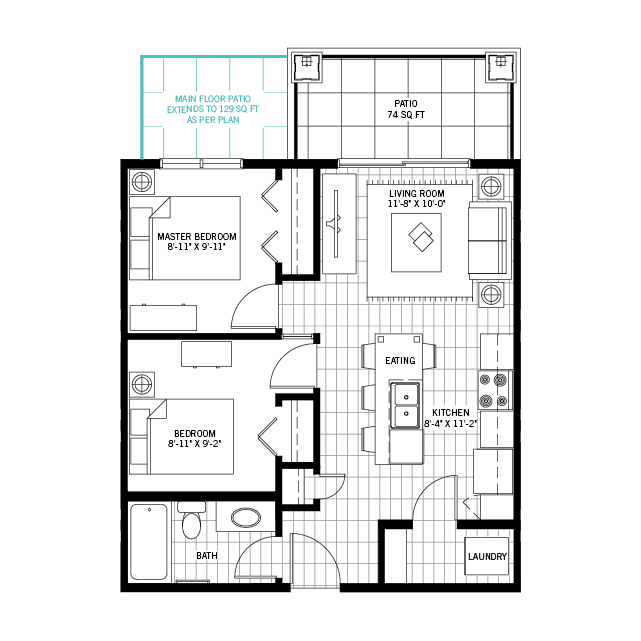 MAIN FLOOR PATIO
EXTENDS TO 129 SQ FT
AS PER PLAN
PATIO
74 SQ FT
LIVING ROOM
11'-8" X 10'-0"
MASTER BEDROOM
8'-11" X 9'-11"
EATING
KITCHEN
8'-4" X 11'-2"
BEDROOM
8'-11" X 9'-2"
BATH
LAUNDRY